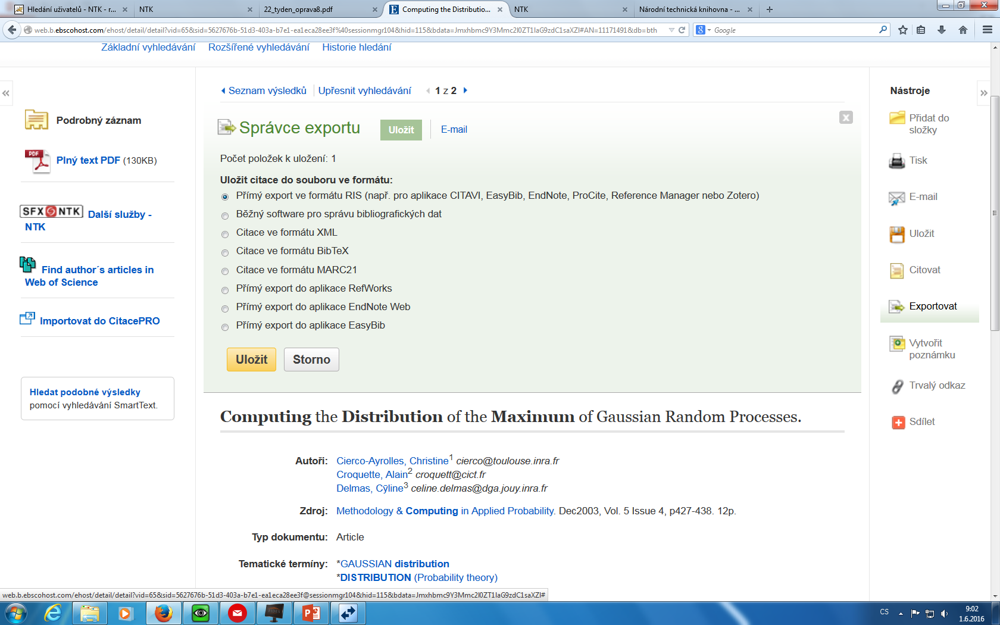 Hledání uživatelů - NTK - r...
NTK
22_tyden_oprava8.pdf
Computing the Distributio...
NTK
Národní technická knihovna - ...
web.b.ebscohost.com/ehost/detail/detail?vid=65&sid=5627676b-51d3-403a-b7e1-ea1eca28ee3f%40sessionmgr104&hid=115&bdata=Jmxhbmc9Y3Mmc2l0ZT1laG9zdC1saXZl#AN=11171491&db=bth
Google
Základní vyhledávání
Rozšířené vyhledávání
Historie hledání
Seznam výsledků
Upřesnit vyhledávání
1 z 2
Nástroje
Podrobný záznam
PDF
Plný text PDF (130KB)
SFX NTK Další služby -
NTK
Find author´s articles in
Web of Science
Importovat do CitacePRO
Hledat podobné výsledky
pomocí vyhledávání SmartText.
Správce exportu
Uložit
E-mail
x
Počet položek k uložení: 1
Uložit citace do souboru ve formátu:
Přímý export ve formátu RIS (např. pro aplikace CITAVI, EasyBib, EndNote, ProCite, Reference Manager nebo Zotero)
Běžný software pro správu bibliografických dat
Citace ve formátu XML
Citace ve formátu BibTeX
Citace ve formátu MARC21
Přímý export do aplikace RefWorks
Přímý export do aplikace EndNote Web
Přímý export do aplikace EasyBib
Uložit
Storno
Computing the Distribution of the Maximum of Gaussian Random Processes.
Autoři: Cierco-Ayrolles, Christine1 cierco@toulouse.inra.fr
Croquette, Alain2 croquett@cict.fr
Delmas, Cȳline3 celine.delmas@dga.jouy.inra.fr
Zdroj: Methodology & Computing in Applied Probability. Dec2003, Vol. 5 Issue 4, p427-438. 12p.
Typ dokumentu: Article
Tematické termíny: *GAUSSIAN distribution
*DISTRIBUTION (Probability theory)
Přidat do
složky
Tisk
E-mail
Uložit
Citovat
Exportovat
Vytvořit
poznámku
Trvalý odkaz
Sdílet
web.b.ebscohost.com/ehost/detail/detail?vid=65&sid=5627676b-51d3-403a-b7e1-ea1eca28ee3f@sessionmgr104&hid=115&bdata=Jmxhbmc9Y3Mmc2l0ZT1laG9zdC1saXZl#
CS
9:02
1.6.2016